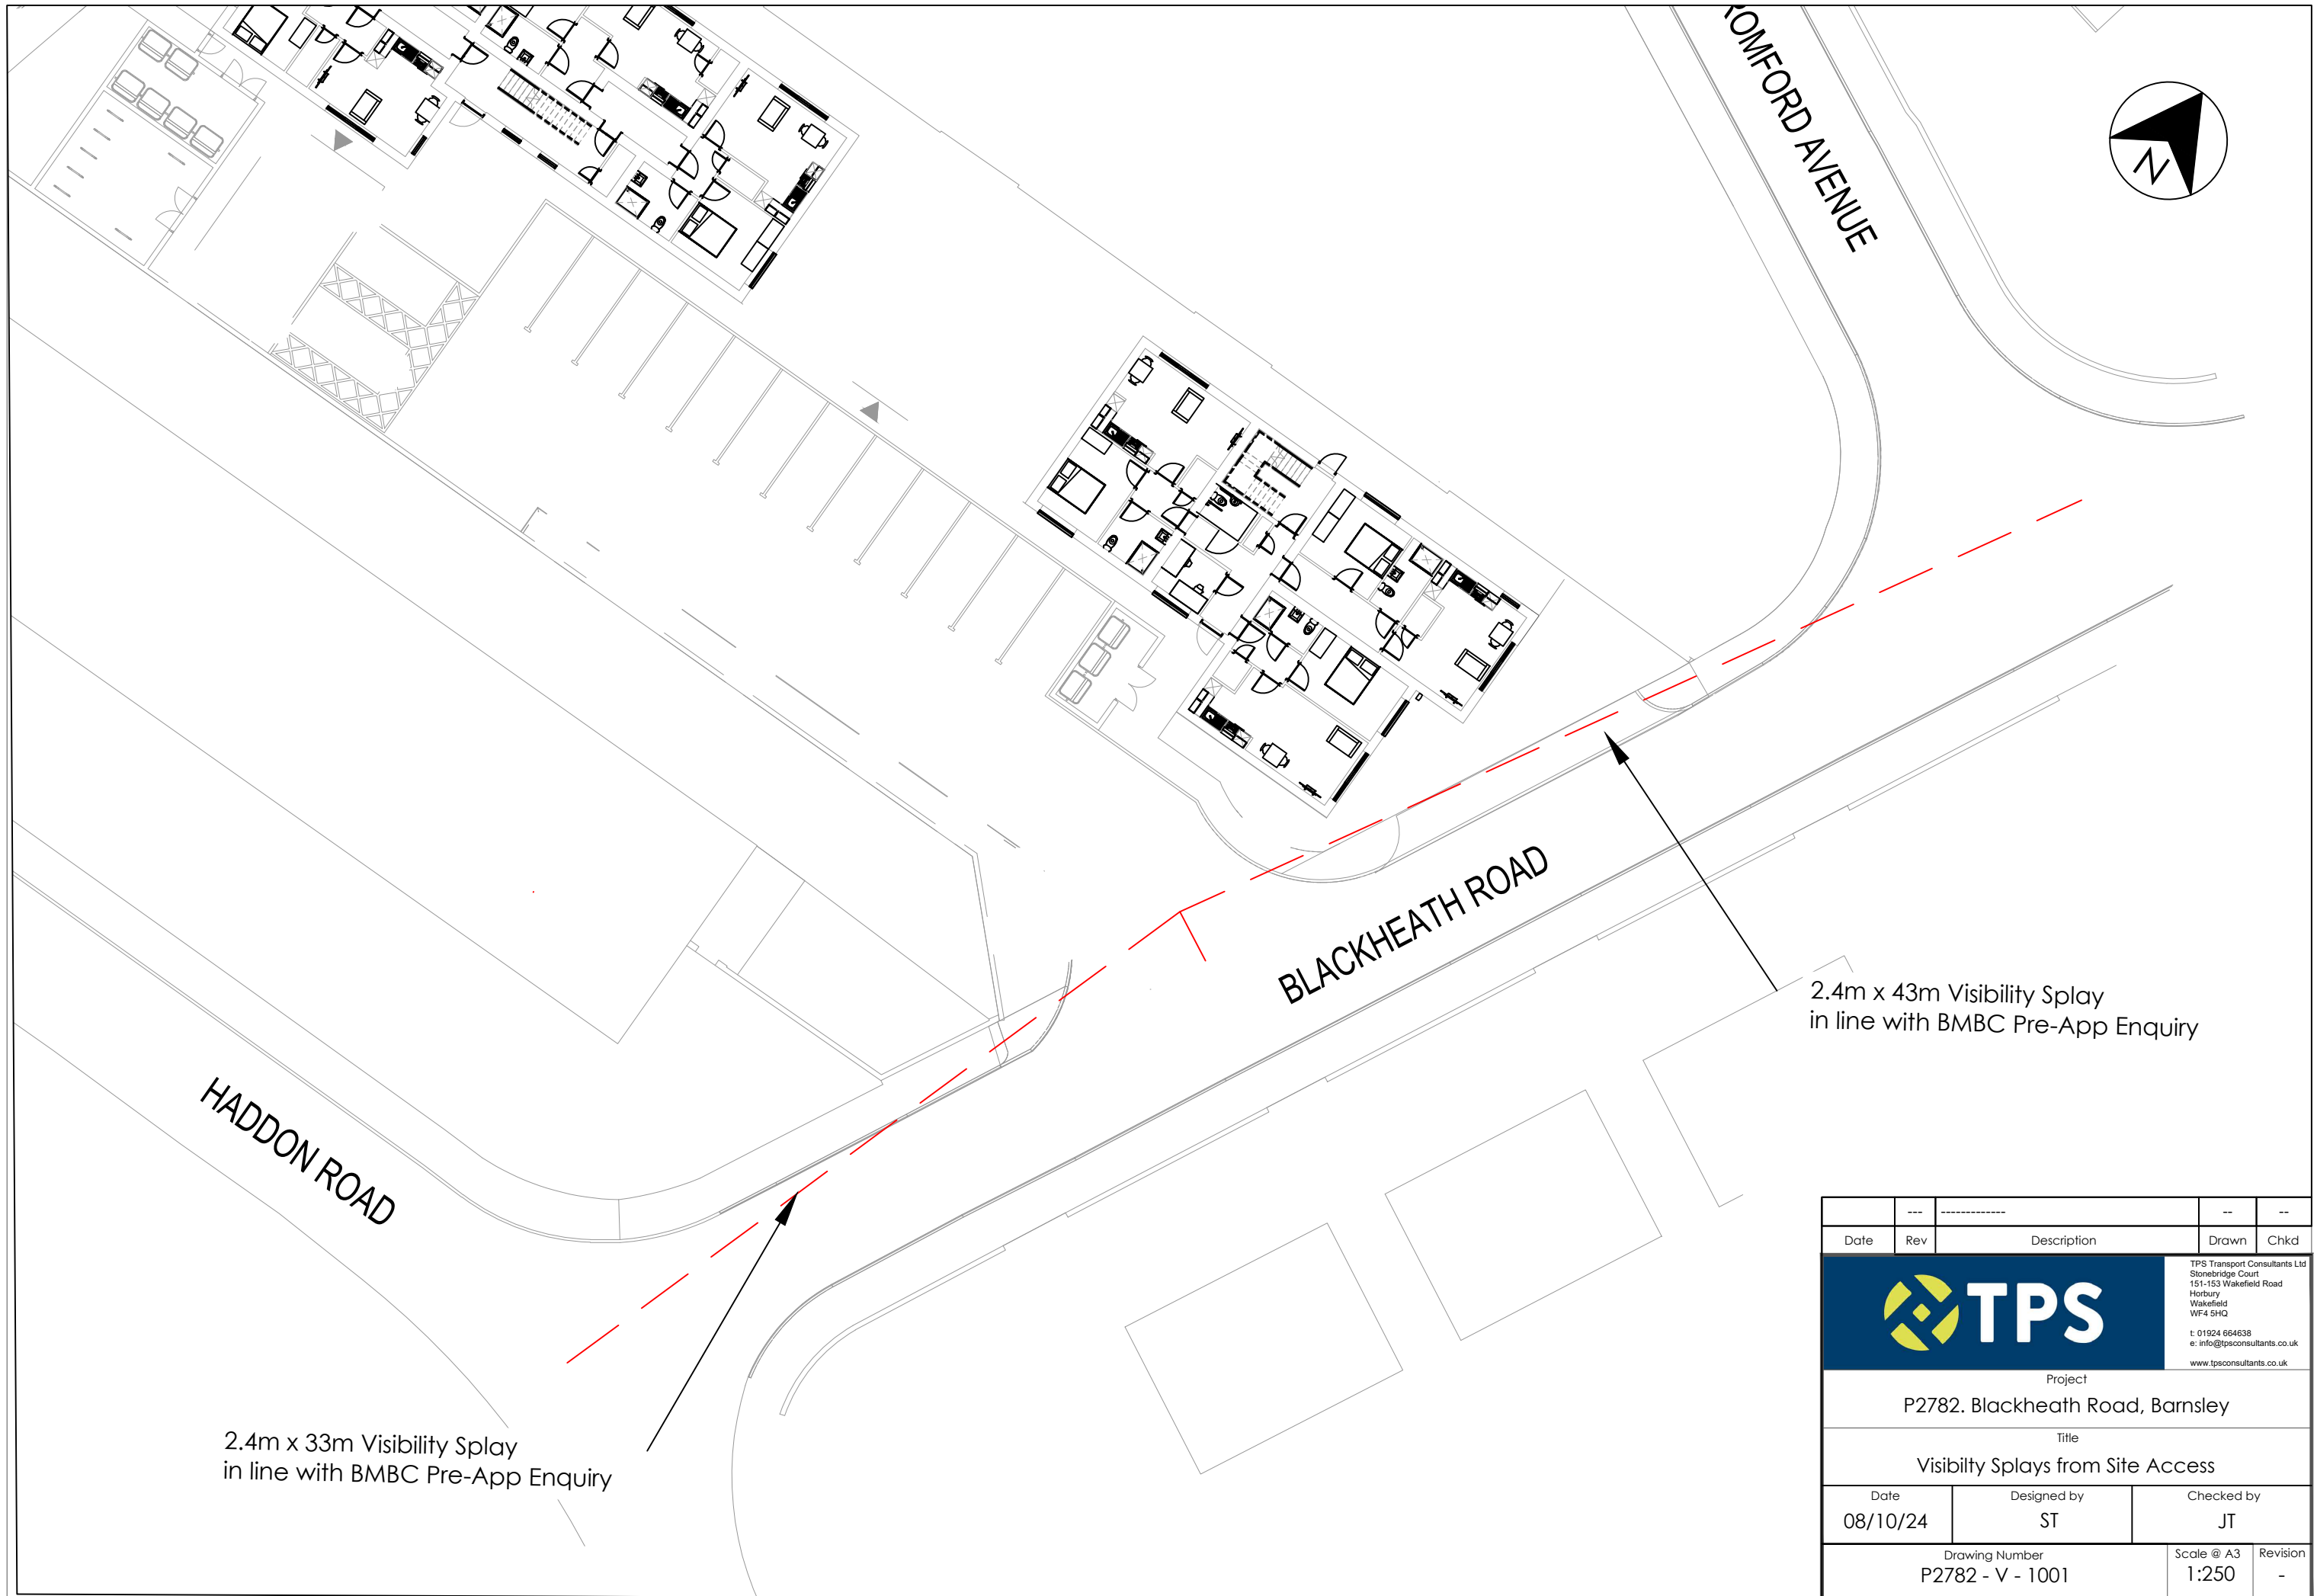 ROMFORD AVENUE
N
BLACKHEATH ROAD
2.4m x 43m Visibility Splay
in line with BMBC Pre-App Enquiry
HADDON ROAD
2.4m x 33m Visibility Splay
in line with BMBC Pre-App Enquiry
--- ------------- -- --
Date Rev Description Drawn Chkd
TPS
TPS Transport Consultants Ltd
Stonebridge Court
151-153 Wakefield Road
Horbury
Wakefield
WF4 5HQ
t: 01924 664638
e: info@tpsconsultants.co.uk
www.tpsconsultants.co.uk
Project
P2782. Blackheath Road, Barnsley
Title
Visibilty Splays from Site Access
Date Designed by Checked by
08/10/24 ST JT
Drawing Number Scale @ A3 Revision
P2782 - V - 1001 1:250 -